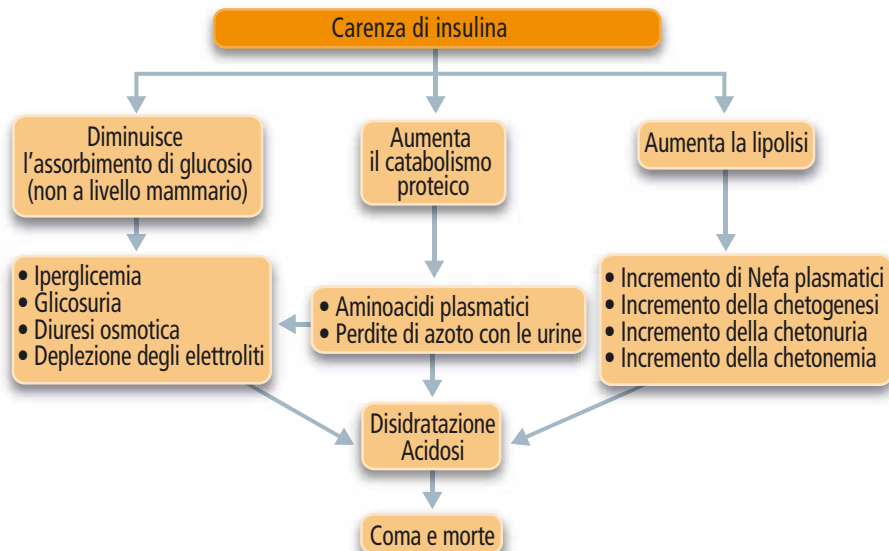 Carenza di insulina
Diminuisce
l'assorbimento di glucosio
(non a livello mammario)
Aumenta
il catabolismo
proteico
Aumenta la lipolisi
• Iperglicemia
• Glicosuria
• Diuresi osmotica
• Deplezione degli elettroliti
• Aminoacidi plasmatici
• Perdite di azoto con le urine
• Incremento di Nefa plasmatici
• Incremento della chetogenesi
• Incremento della chetonuria
• Incremento della chetonemia
Disidratazione
Acidosi
Coma e morte